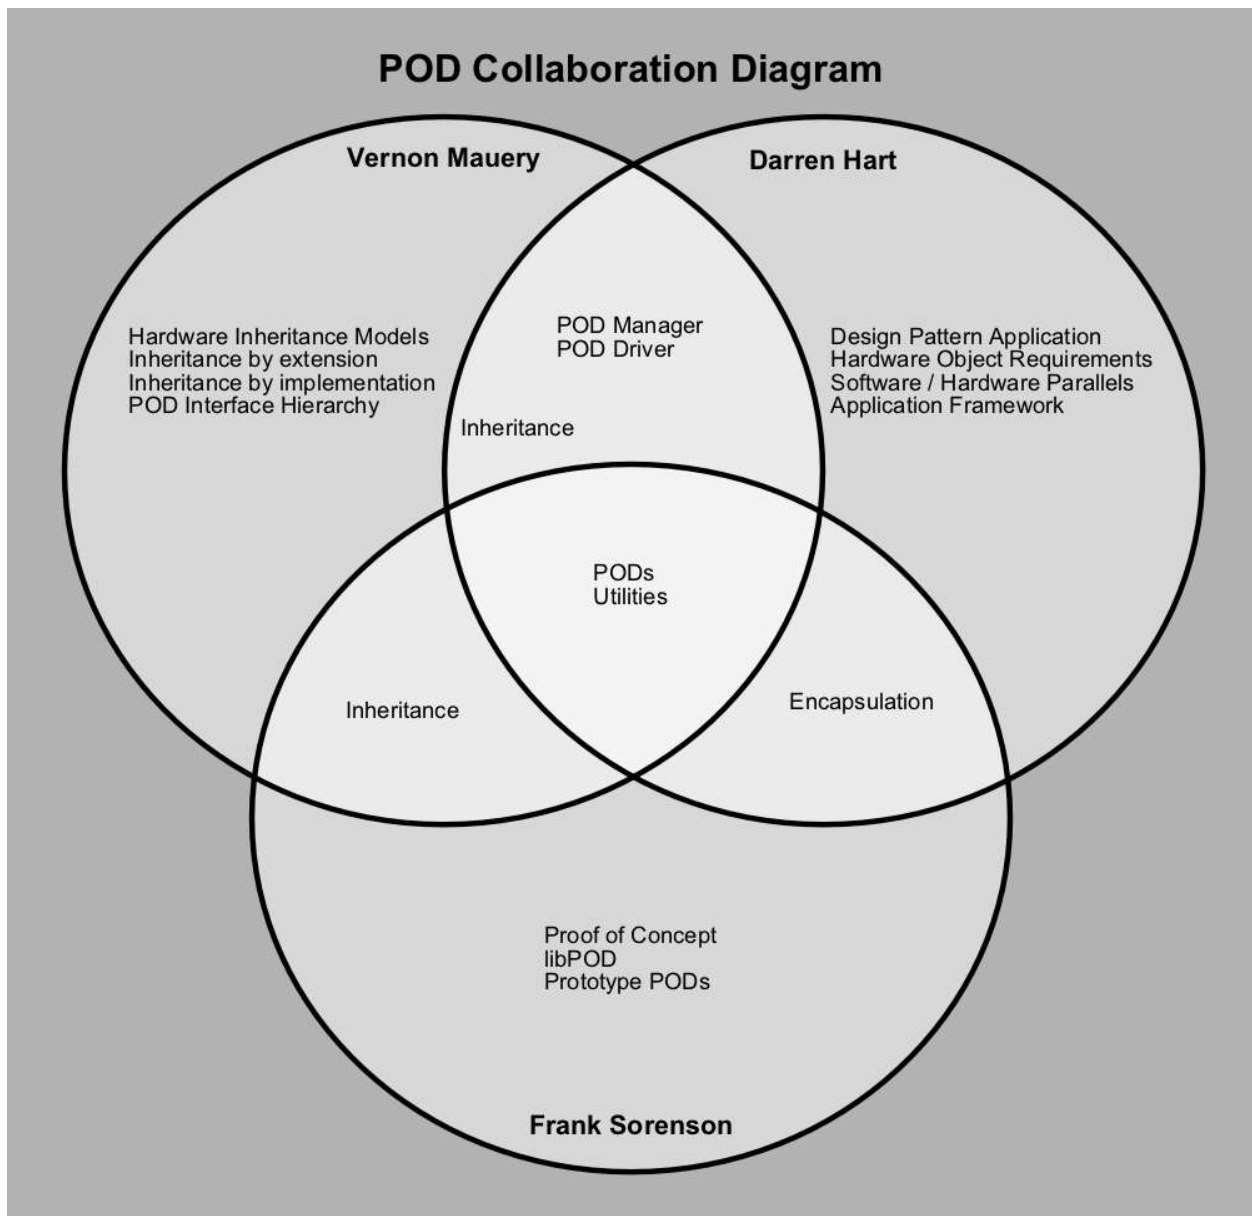 POD Collaboration Diagram
Vernon Mauery
Darren Hart
Hardware Inheritance Models
Inheritance by extension
Inheritance by implementation
POD Interface Hierarchy
POD Manager
POD Driver
Inheritance
Design Pattern Application
Hardware Object Requirements
Software / Hardware Parallels
Application Framework
PODs
Utilities
Inheritance
Encapsulation
Proof of Concept
libPOD
Prototype PODs
Frank Sorenson